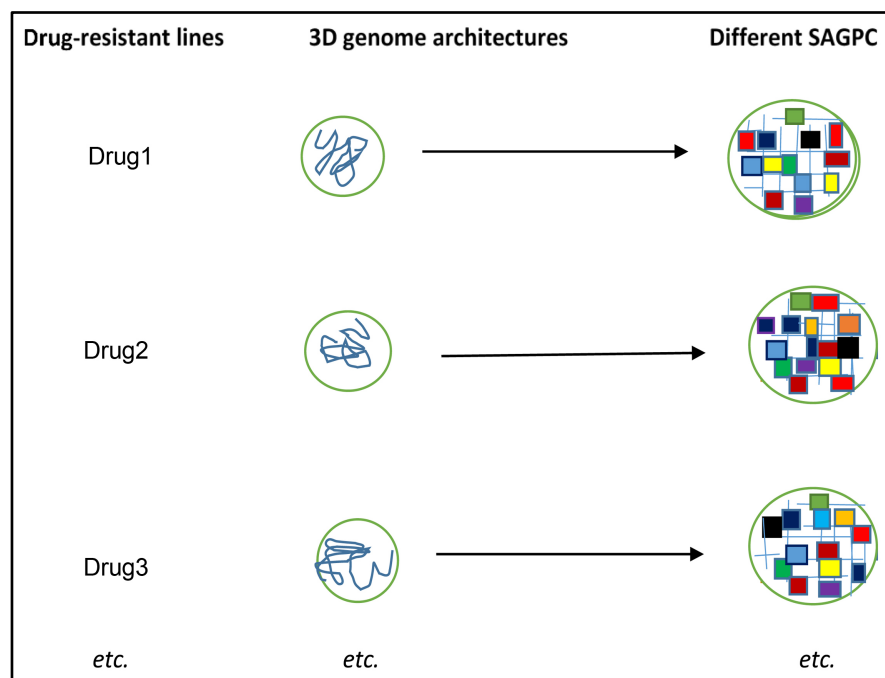 Drug-resistant lines 3D genome architectures Different SAGPC
Drug1
Drug2
Drug3
etc. etc. etc.